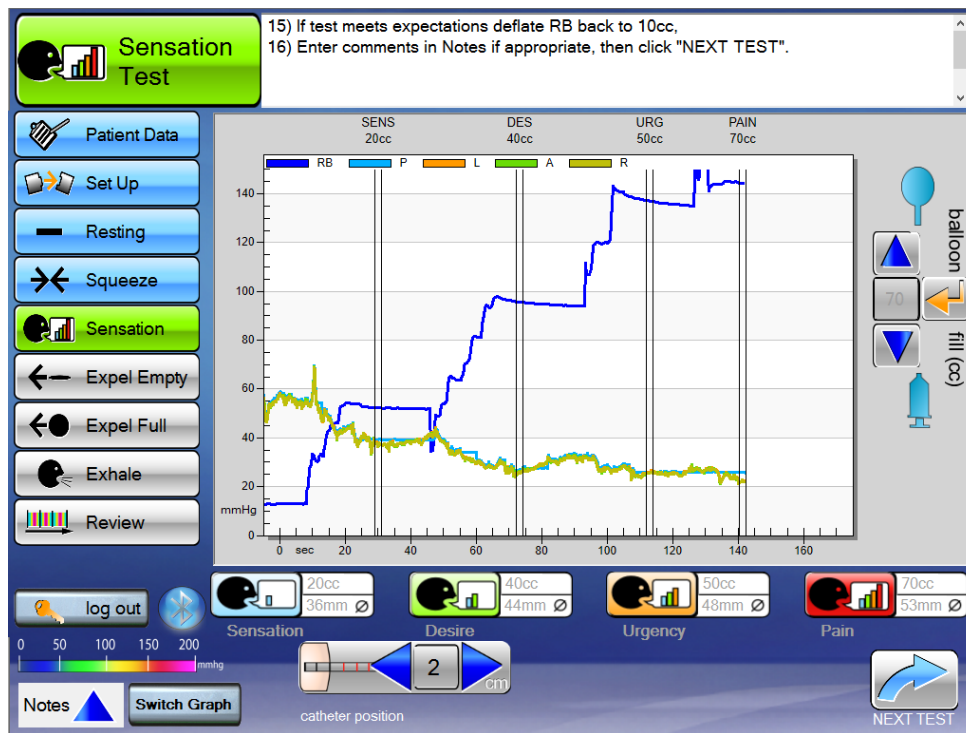 Sensation
Test
15) If test meets expectations deflate RB back to 10cc,
16) Enter comments in Notes if appropriate, then click "NEXT TEST".
Patient Data
Set Up
Resting
Squeeze
Sensation
Expel Empty
Expel Full
Exhale
Review
SENS DES URG PAIN
20cc 40cc 50cc 70cc
RB P L A R
140
120
100
80
60
40
20
mmHg
0
0 sec 20 40 60 80 100 120 140 160
balloon fill (cc)
70
20cc 40cc 50cc 70cc
36mm Ø 44mm Ø 48mm Ø 53mm Ø
Sensation Desire Urgency Pain
log out
0 50 100 150 200
mmhg
2
cm
catheter position
Notes
Switch Graph
NEXT TEST